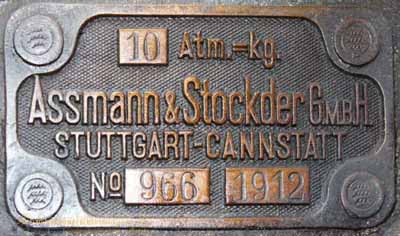 10 Atm.=kg.
Assmann & Stockder G.M.B.H.
STUTTGART-CANNSTATT
No 966 1912